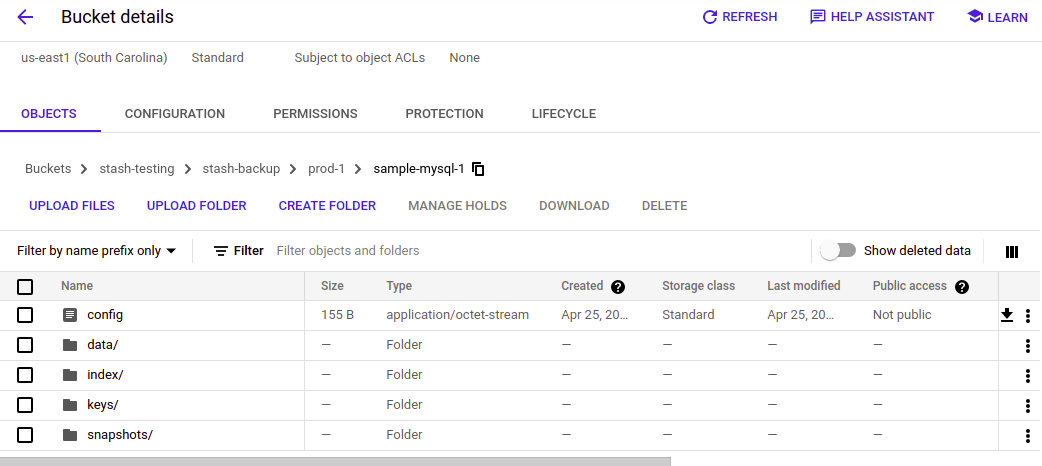 Bucket details REFRESH HELP ASSISTANT LEARN
us-east1 (South Carolina) Standard Subject to object ACLs None
OBJECTS CONFIGURATION PERMISSIONS PROTECTION LIFECYCLE
Buckets > stash-testing > stash-backup > prod-1 > sample-mysql-1
UPLOAD FILES UPLOAD FOLDER CREATE FOLDER MANAGE HOLDS DOWNLOAD DELETE
Filter by name prefix only Filter Filter objects and folders Show deleted data
Name Size Type Created Storage class Last modified Public access
config 155 B application/octet-stream Apr 25, 20... Standard Apr 25, 20... Not public
data/ — Folder — — — —
index/ — Folder — — — —
keys/ — Folder — — — —
snapshots/ — Folder — — — —